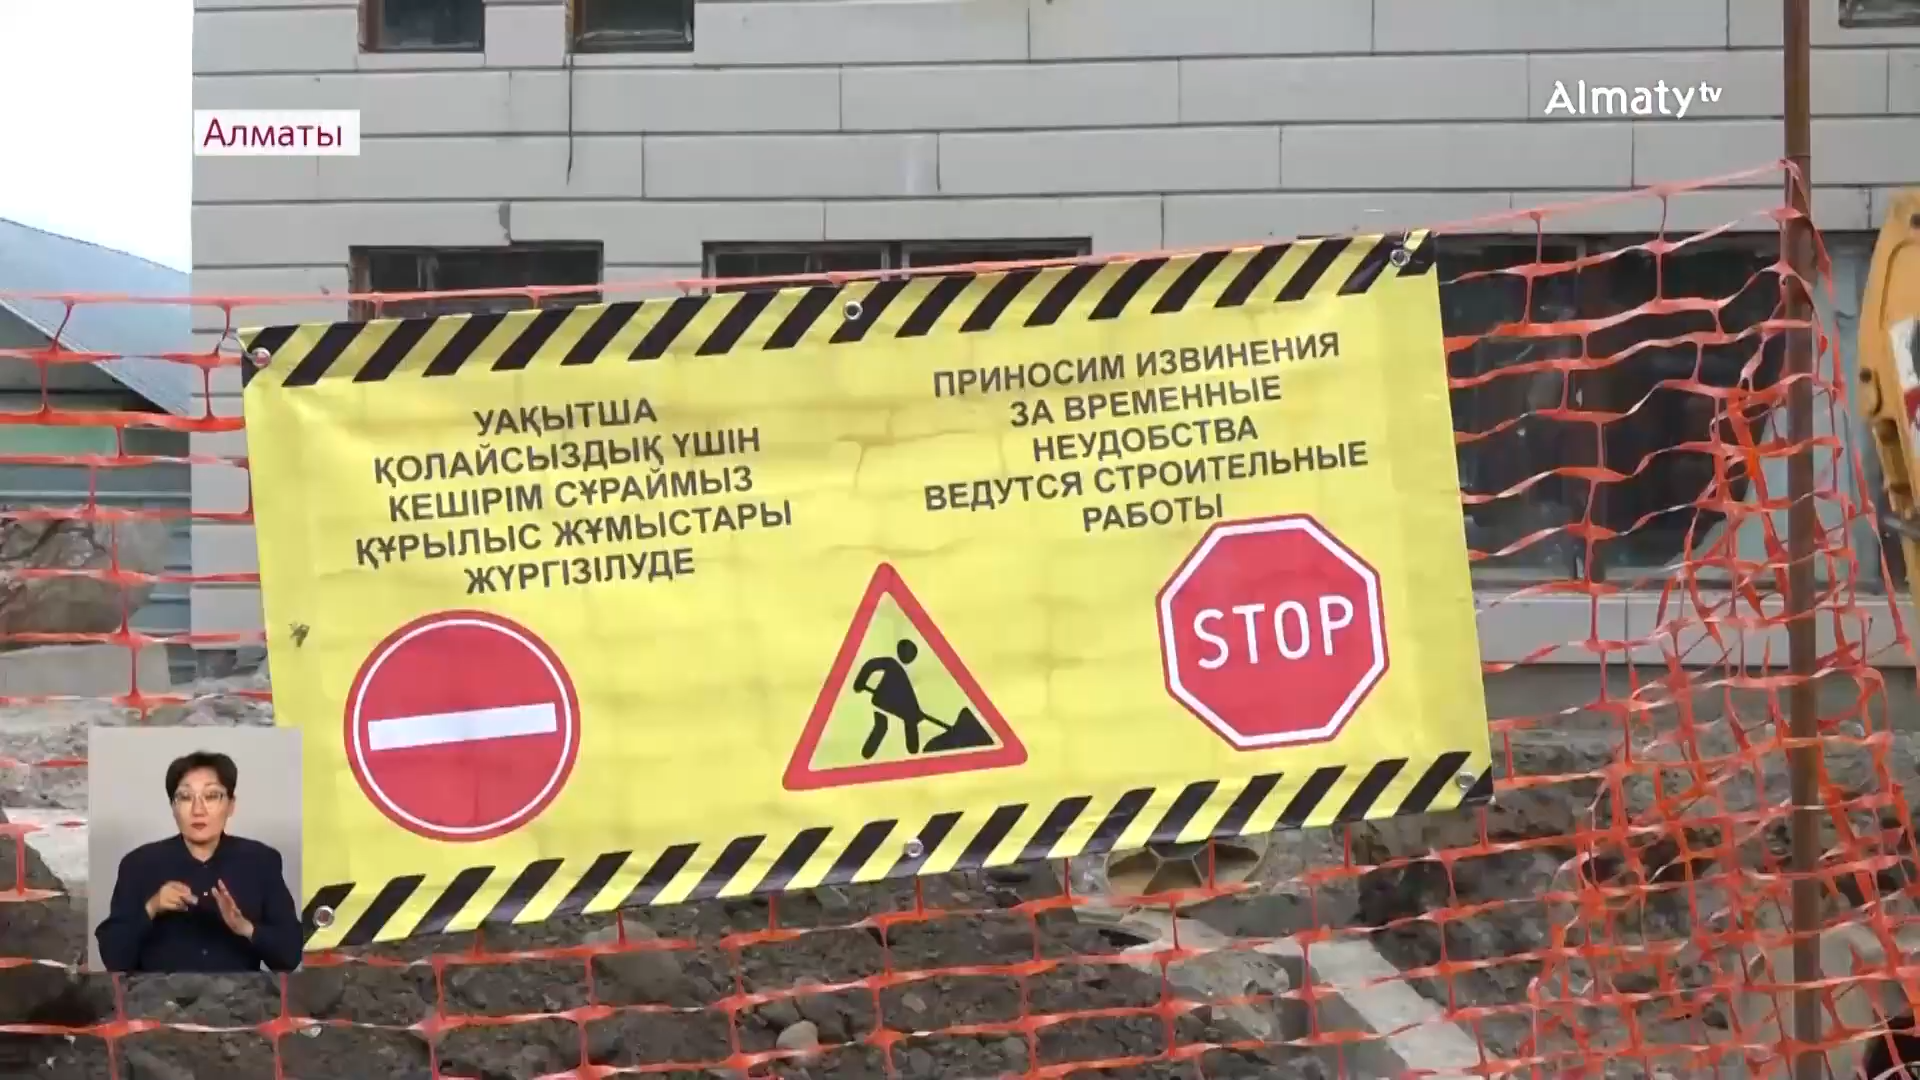 Алматы
Almaty tv
УАҚЫТША
ҚОЛАЙСЫЗДЫҚ ҮШІН
КЕШІРІМ СҰРАЙМЫЗ
ҚҰРЫЛЫС ЖҰМЫСТАРЫ
ЖҮРГІЗІЛУДЕ
ПРИНОСИМ ИЗВИНЕНИЯ
ЗА ВРЕМЕННЫЕ
НЕУДОБСТВА
ВЕДУТСЯ СТРОИТЕЛЬНЫЕ
РАБОТЫ
STOP